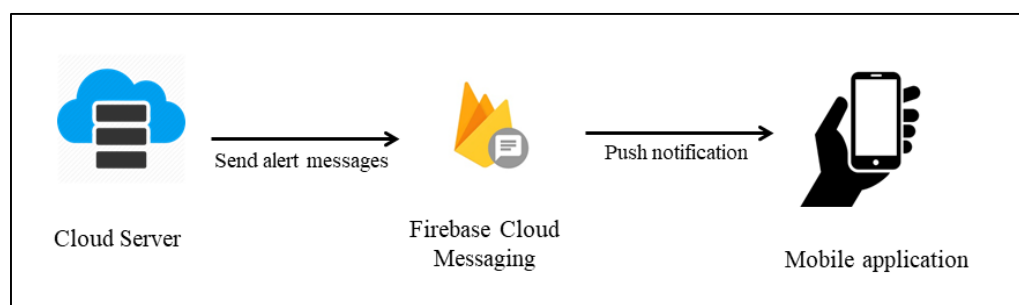 Send alert messages
Push notification
Cloud Server
Firebase Cloud
Messaging
Mobile application